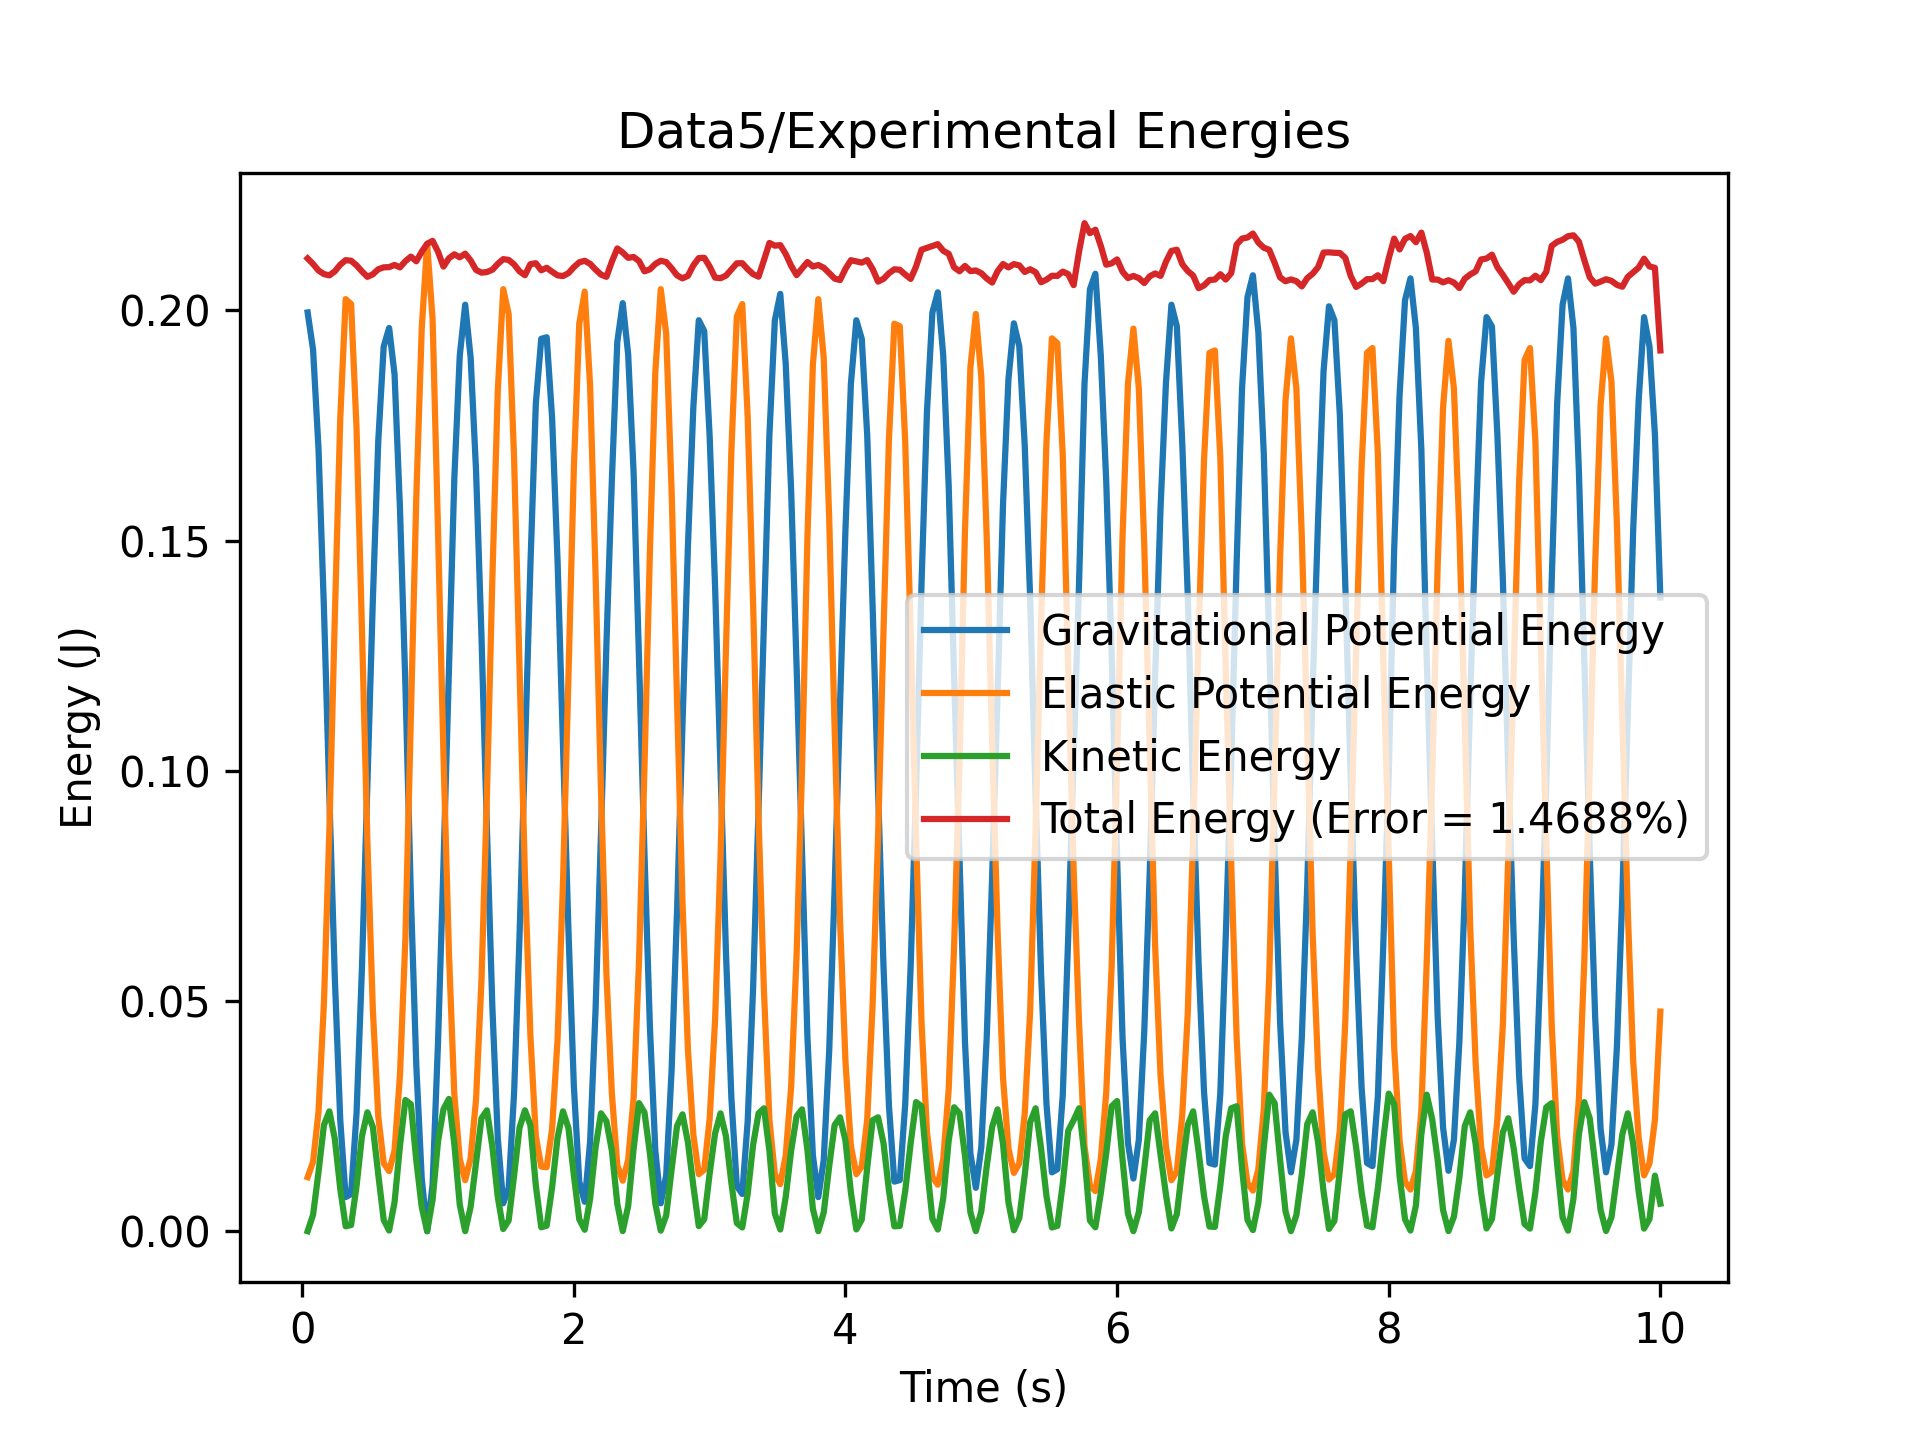 Data5/Experimental Energies
Energy (J)
0.20
0.15
0.10
0.05
0.00
Gravitational Potential Energy
Elastic Potential Energy
Kinetic Energy
Total Energy (Error = 1.4688%)
0 2 4 6 8 10
Time (s)